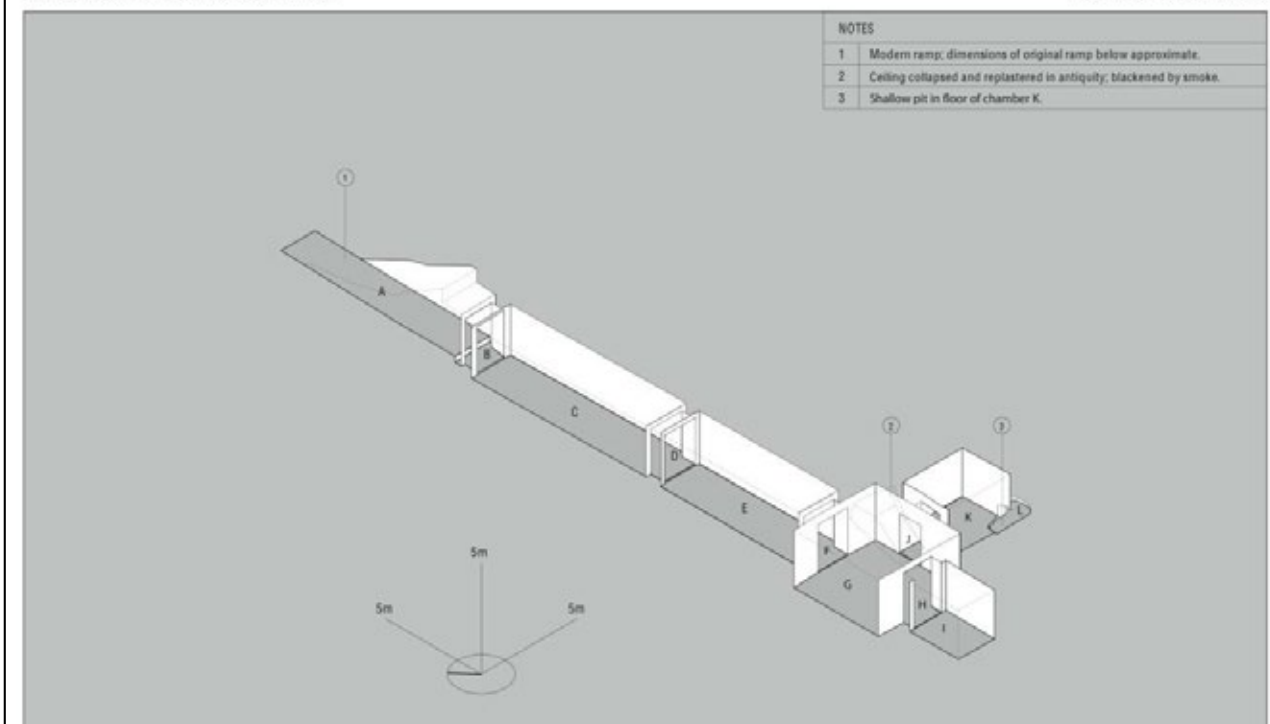 NOTES
1 Modern ramp; dimensions of original ramp below approximate.
2 Ceiling collapsed and replastered in antiquity; blackened by smoke.
3 Shallow pit in floor of chamber K.
1
A
B
C
2
3
D
E
K
L
J
F
G
H
I
5m
5m
5m